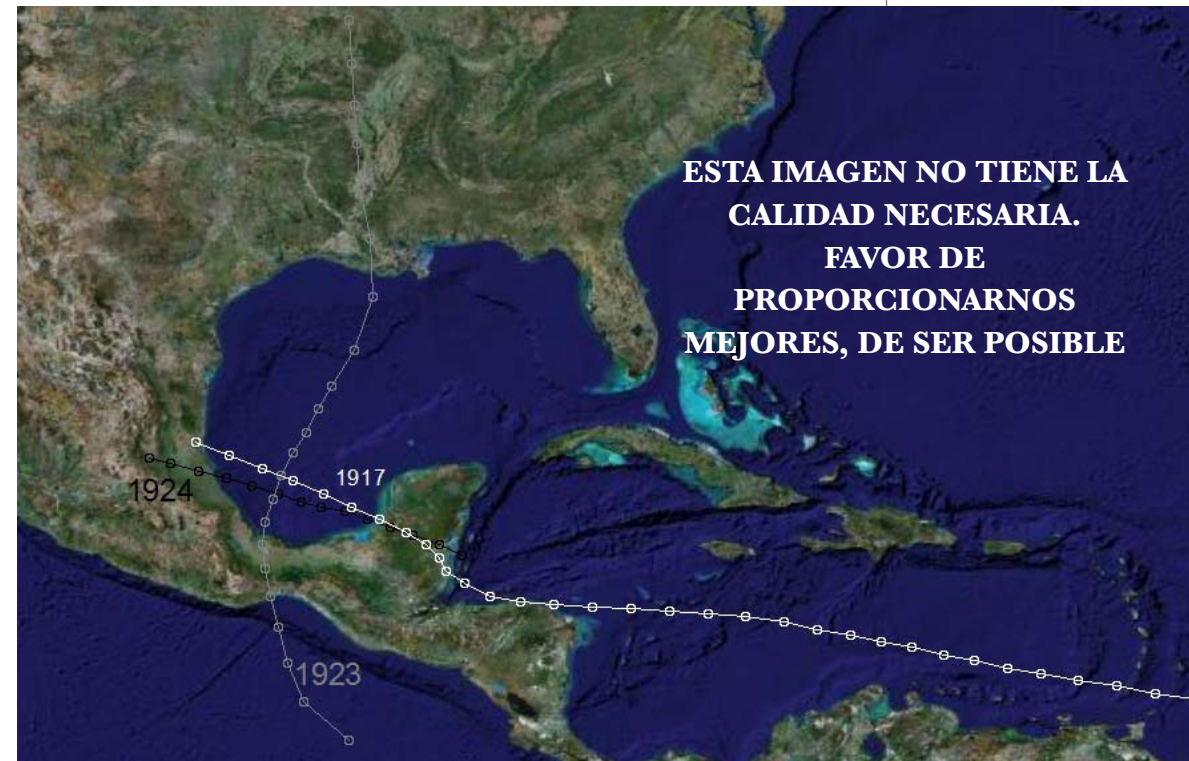 ESTA IMAGEN NO TIENE LA
CALIDAD NECESARIA.
FAVOR DE
PROPORCIONARNOS
MEJORES, DE SER POSIBLE
1917
1924
1923